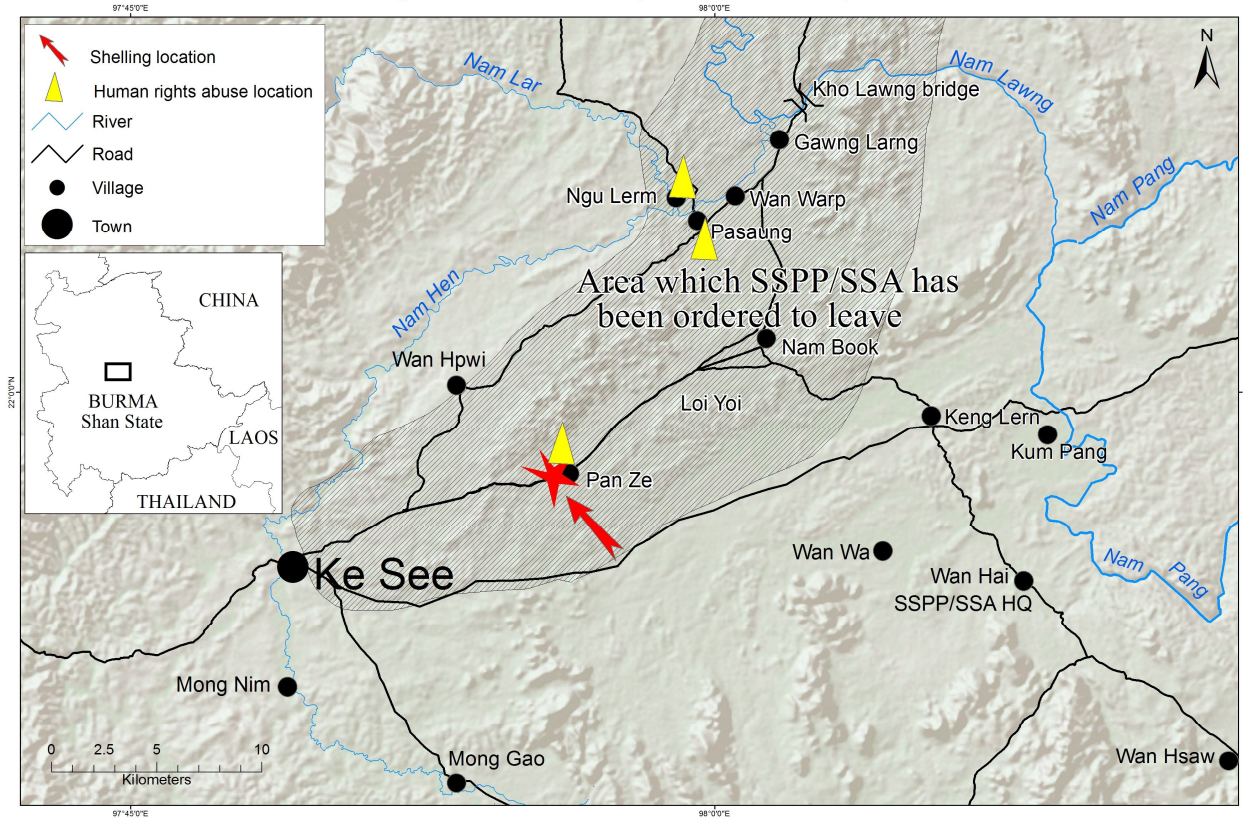 97°45'0"E
98°0'0"E
Shelling location
Human rights abuse location
River
Road
Village
Town
N
Nam Lar
Nam Lawng
Kho Lawng bridge
Gawng Larng
Nam Pang
Ngu Lerm
Wan Warp
Pasaung
CHINA
BURMA
Shan State
LAOS
THAILAND
Nam Hen
Area which SSPP/SSA has
been ordered to leave
Nam Book
Wan Hpwi
22°0'0"N
Loi Yoi
Keng Lern
Kum Pang
Pan Ze
Ke See
Wan Wa
Nam Pang
Wan Hai
SSPP/SSA HQ
Mong Nim
Mong Gao
Wan Hsaw
0 2.5 5 10
Kilometers
97°45'0"E
98°0'0"E